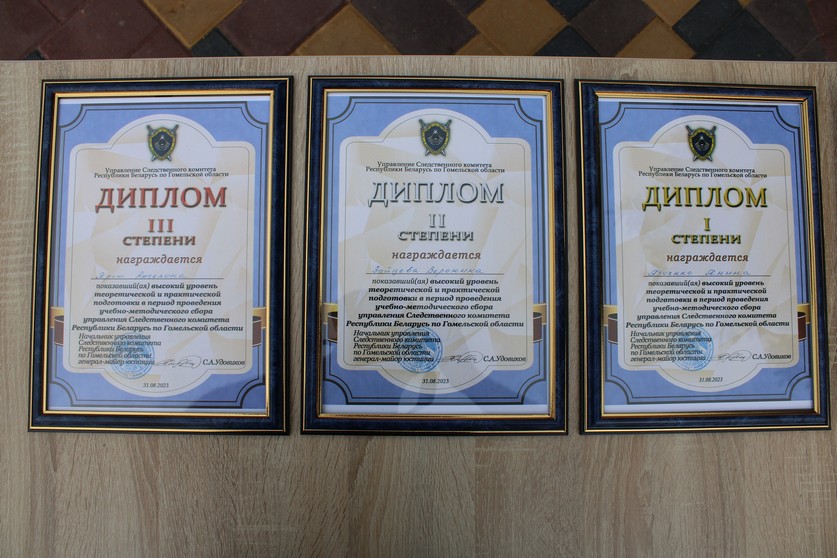 Управление Следственного комитета
Республики Беларусь по Гомельской области
ДИПЛОМ
III
СТЕПЕНИ
награждается
показавший(ая) высокий уровень
теоретической и практической
подготовки в период проведения
учебно-методического сбора
управления Следственного комитета
Республики Беларусь по Гомельской области
Начальник управления
Следственного комитета
Республики Беларусь
по Гомельской области
генерал-майор юстиции
С.А.Удовиков
31.08.2023
Управление Следственного комитета
Республики Беларусь по Гомельской области
ДИПЛОМ
II
СТЕПЕНИ
награждается
Зайцева Вероника
показавший(ая) высокий уровень
теоретической и практической
подготовки в период проведения
учебно-методического сбора
управления Следственного комитета
Республики Беларусь по Гомельской области
Начальник управления
Следственного комитета
Республики Беларусь
по Гомельской области
генерал-майор юстиции
С.А.Удовиков
31.08.2023
Управление Следственного комитета
Республики Беларусь по Гомельской области
ДИПЛОМ
I
СТЕПЕНИ
награждается
показавший(ая) высокий уровень
теоретической и практической
подготовки в период проведения
учебно-методического сбора
управления Следственного комитета
Республики Беларусь по Гомельской области
Начальник управления
Следственного комитета
Республики Беларусь
по Гомельской области
генерал-майор юстиции
С.А.Удовиков
31.08.2023